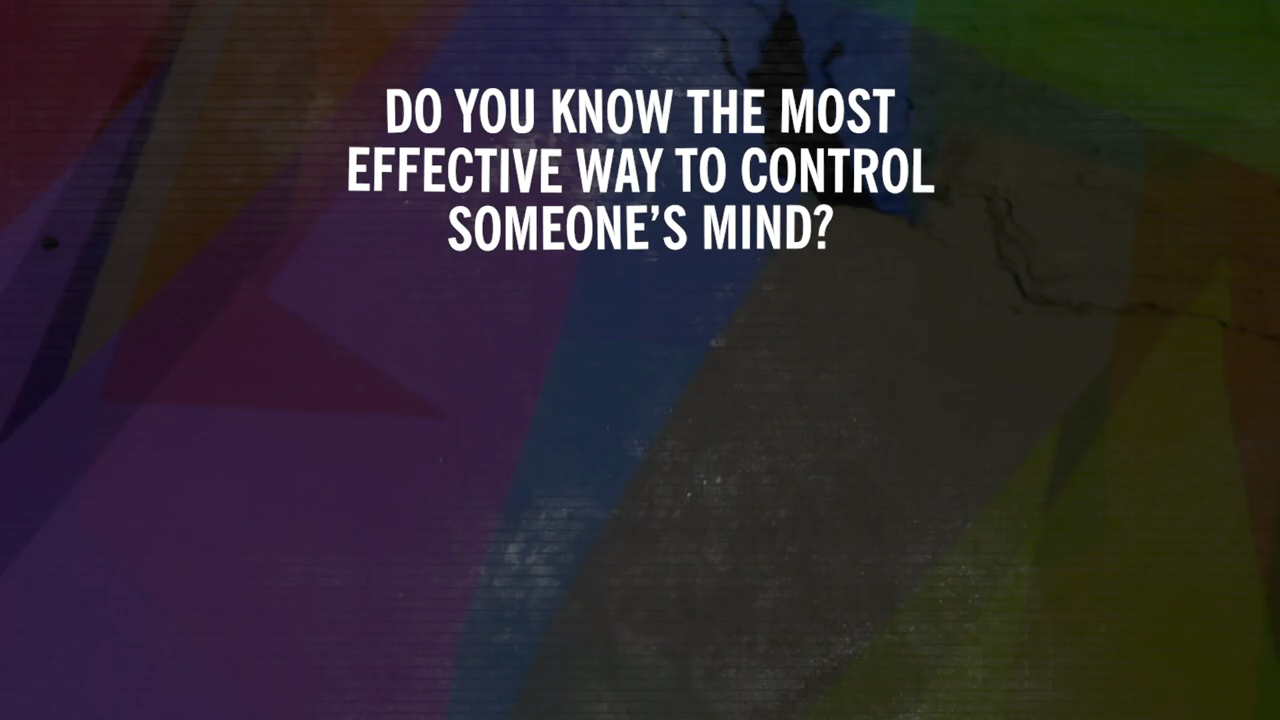 DO YOU KNOW THE MOST
EFFECTIVE WAY TO CONTROL
SOMEONE’S MIND?